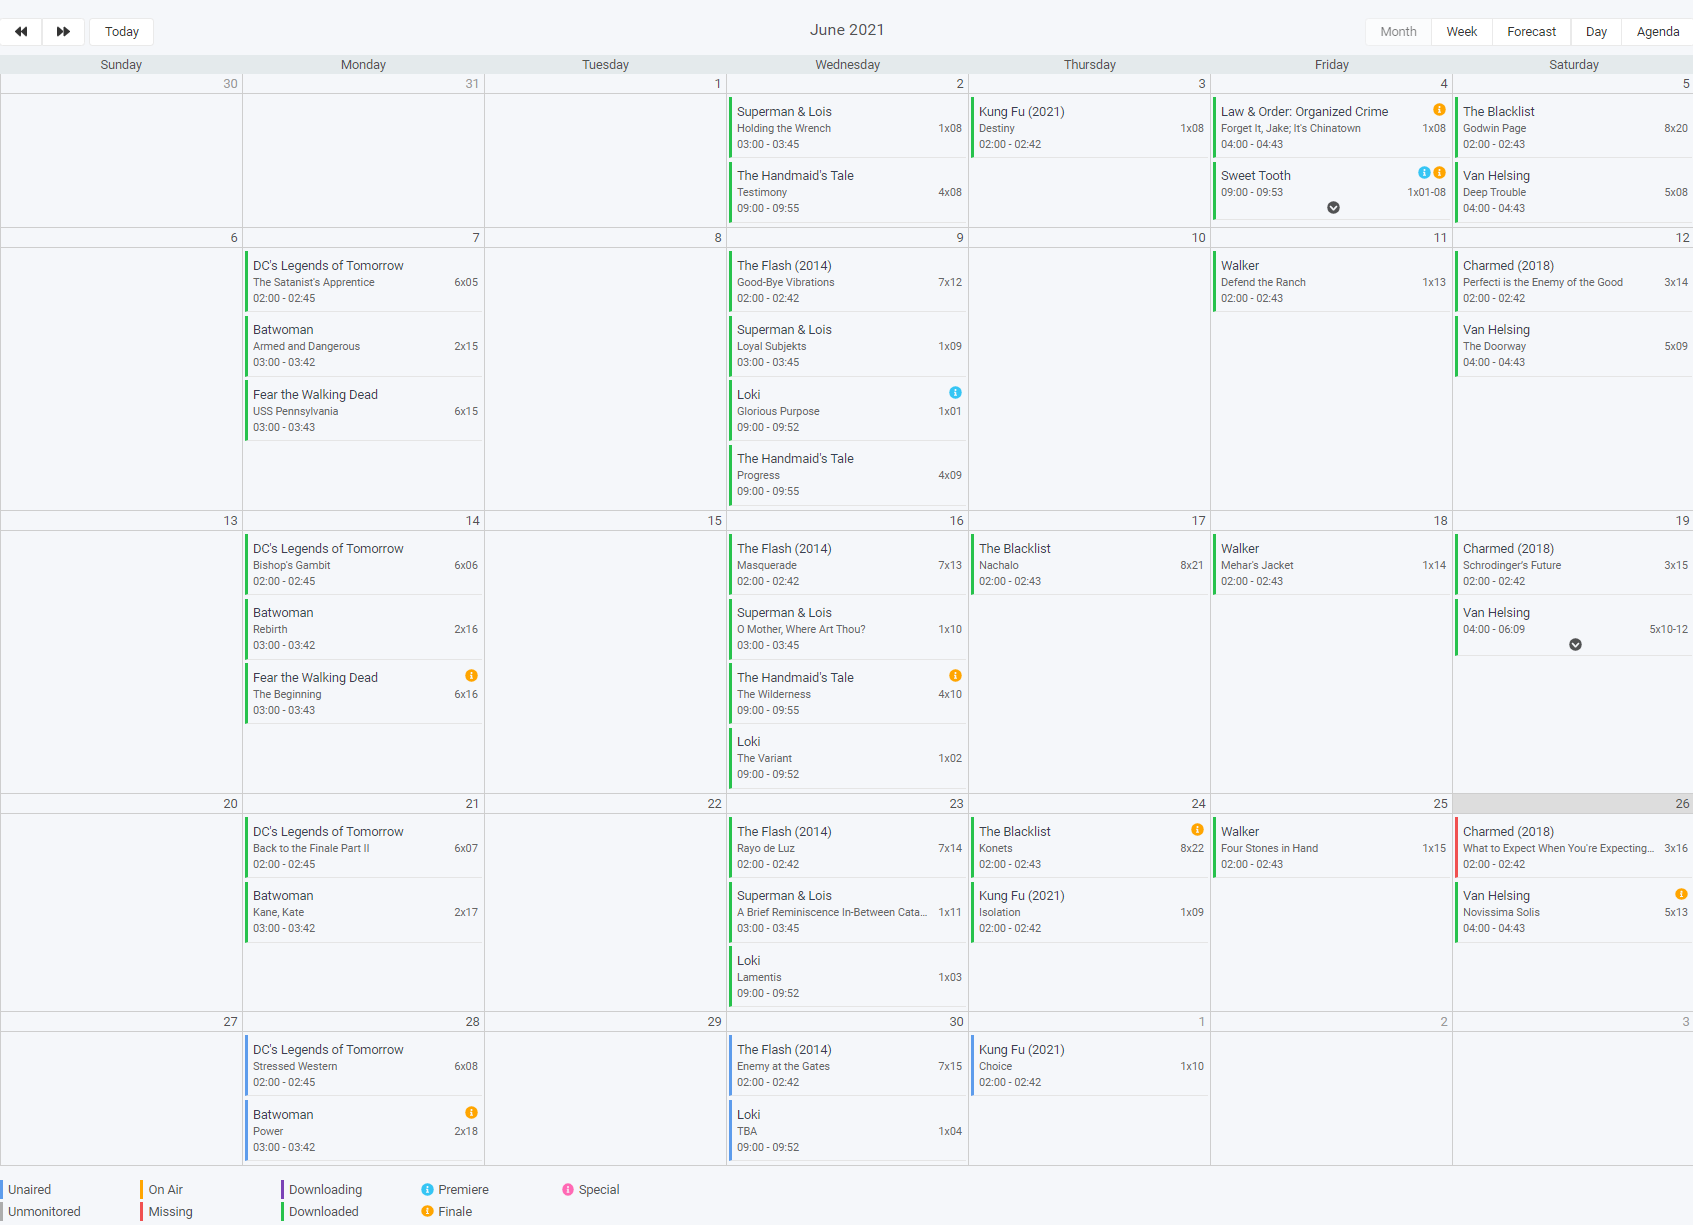 Today
June 2021
Month Week Forecast Day Agenda
Sunday Monday Tuesday Wednesday Thursday Friday Saturday
30 31 1 2 3 4 5
Superman & Lois
Holding the Wrench 1x08
03:00 - 03:45
The Handmaid's Tale
Testimony 4x08
09:00 - 09:55
Kung Fu (2021)
Destiny 1x08
02:00 - 02:42
Law & Order: Organized Crime
Forget It, Jake; It's Chinatown 1x08
04:00 - 04:43
Sweet Tooth
09:00 - 09:53 1x01-08
The Blacklist
Godwin Page 8x20
02:00 - 02:43
Van Helsing
Deep Trouble 5x08
04:00 - 04:43
6 7 8 9 10 11 12
DC's Legends of Tomorrow
The Satanist's Apprentice 6x05
02:00 - 02:45
Batwoman
Armed and Dangerous 2x15
03:00 - 03:42
Fear the Walking Dead
USS Pennsylvania 6x15
03:00 - 03:43
The Flash (2014)
Good-Bye Vibrations 7x12
02:00 - 02:42
Superman & Lois
Loyal Subjekts 1x09
03:00 - 03:45
Loki
Glorious Purpose 1x01
09:00 - 09:52
The Handmaid's Tale
Progress 4x09
09:00 - 09:55
Walker
Defend the Ranch 1x13
02:00 - 02:43
Charmed (2018)
Perfecti is the Enemy of the Good 3x14
02:00 - 02:42
Van Helsing
The Doorway 5x09
04:00 - 04:43
13 14 15 16 17 18 19
DC's Legends of Tomorrow
Bishop's Gambit 6x06
02:00 - 02:45
Batwoman
Rebirth 2x16
03:00 - 03:42
Fear the Walking Dead
The Beginning 6x16
03:00 - 03:43
The Flash (2014)
Masquerade 7x13
02:00 - 02:42
Superman & Lois
O Mother, Where Art Thou? 1x10
03:00 - 03:45
The Handmaid's Tale
The Wilderness 4x10
09:00 - 09:55
Loki
The Variant 1x02
09:00 - 09:52
The Blacklist
Nachalo 8x21
02:00 - 02:43
Walker
Mehar's Jacket 1x14
02:00 - 02:43
Charmed (2018)
Schrodinger's Future 3x15
02:00 - 02:42
Van Helsing
04:00 - 06:09 5x10-12
20 21 22 23 24 25 26
DC's Legends of Tomorrow
Back to the Finale Part II 6x07
02:00 - 02:45
Batwoman
Kane, Kate 2x17
03:00 - 03:42
The Flash (2014)
Rayo de Luz 7x14
02:00 - 02:42
Superman & Lois
A Brief Reminiscence In-Between Cata... 1x11
03:00 - 03:45
Loki
Lamentis 1x03
09:00 - 09:52
The Blacklist
Konets 8x22
02:00 - 02:43
Kung Fu (2021)
Isolation 1x09
02:00 - 02:42
Walker
Four Stones in Hand 1x15
02:00 - 02:43
Charmed (2018)
What to Expect When You're Expecting... 3x16
02:00 - 02:42
Van Helsing
Novissima Solis 5x13
04:00 - 04:43
27 28 29 30 1 2 3
DC's Legends of Tomorrow
Stressed Western 6x08
02:00 - 02:45
Batwoman
Power 2x18
03:00 - 03:42
The Flash (2014)
Enemy at the Gates 7x15
02:00 - 02:42
Loki
TBA 1x04
09:00 - 09:52
Kung Fu (2021)
Choice 1x10
02:00 - 02:42
Unaired On Air Downloading Premiere Special
Unmonitored Missing Downloaded Finale